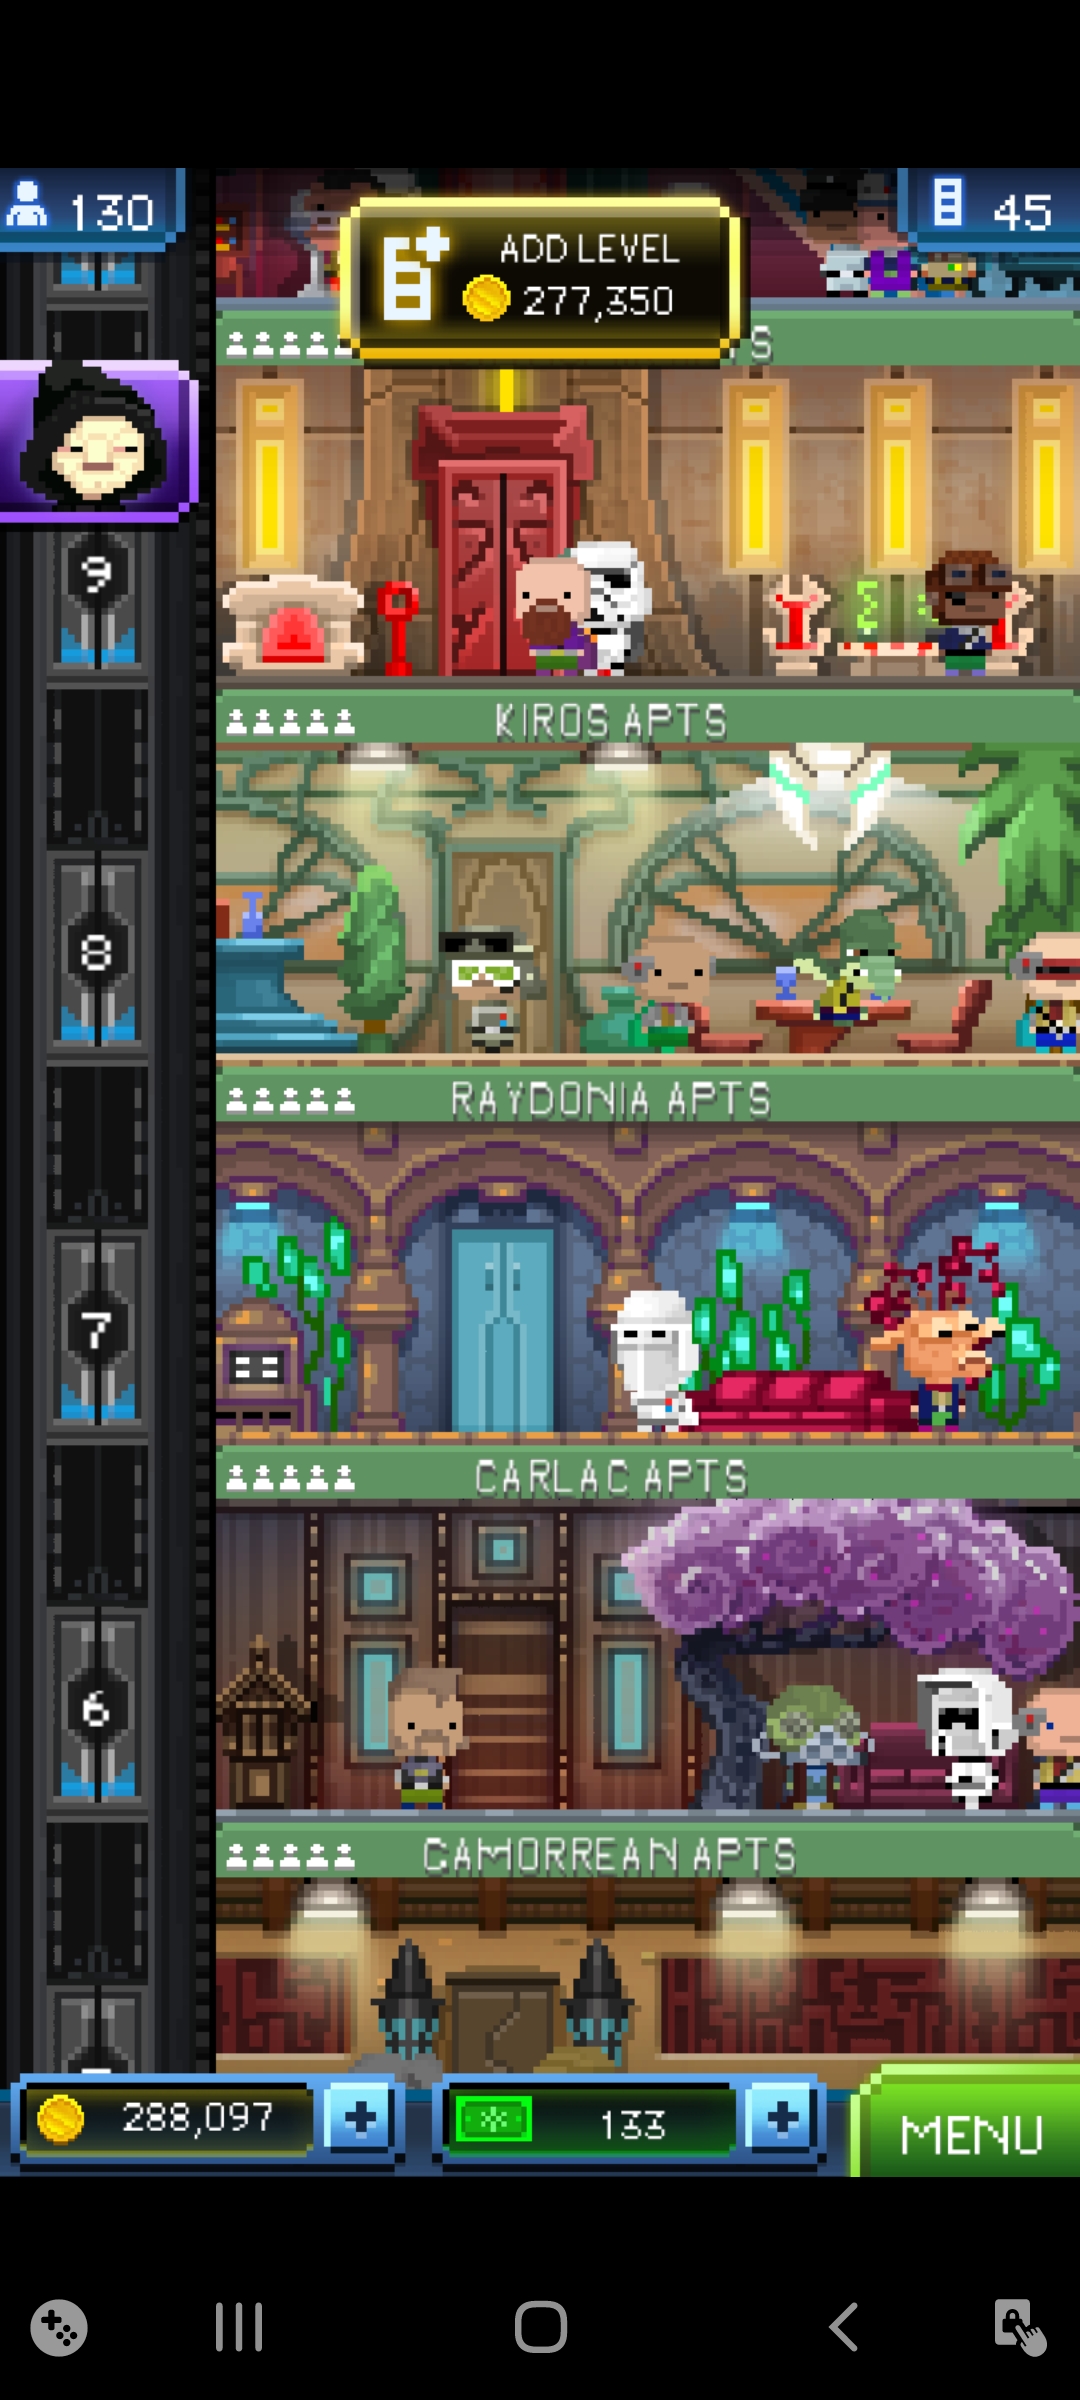 130
ADD LEVEL
277,350
45
S
9
KIROS APTS
8
RAYDONIA APTS
7
CARLAC APTS
6
CAMORREAN APTS
288,097
133
MENU